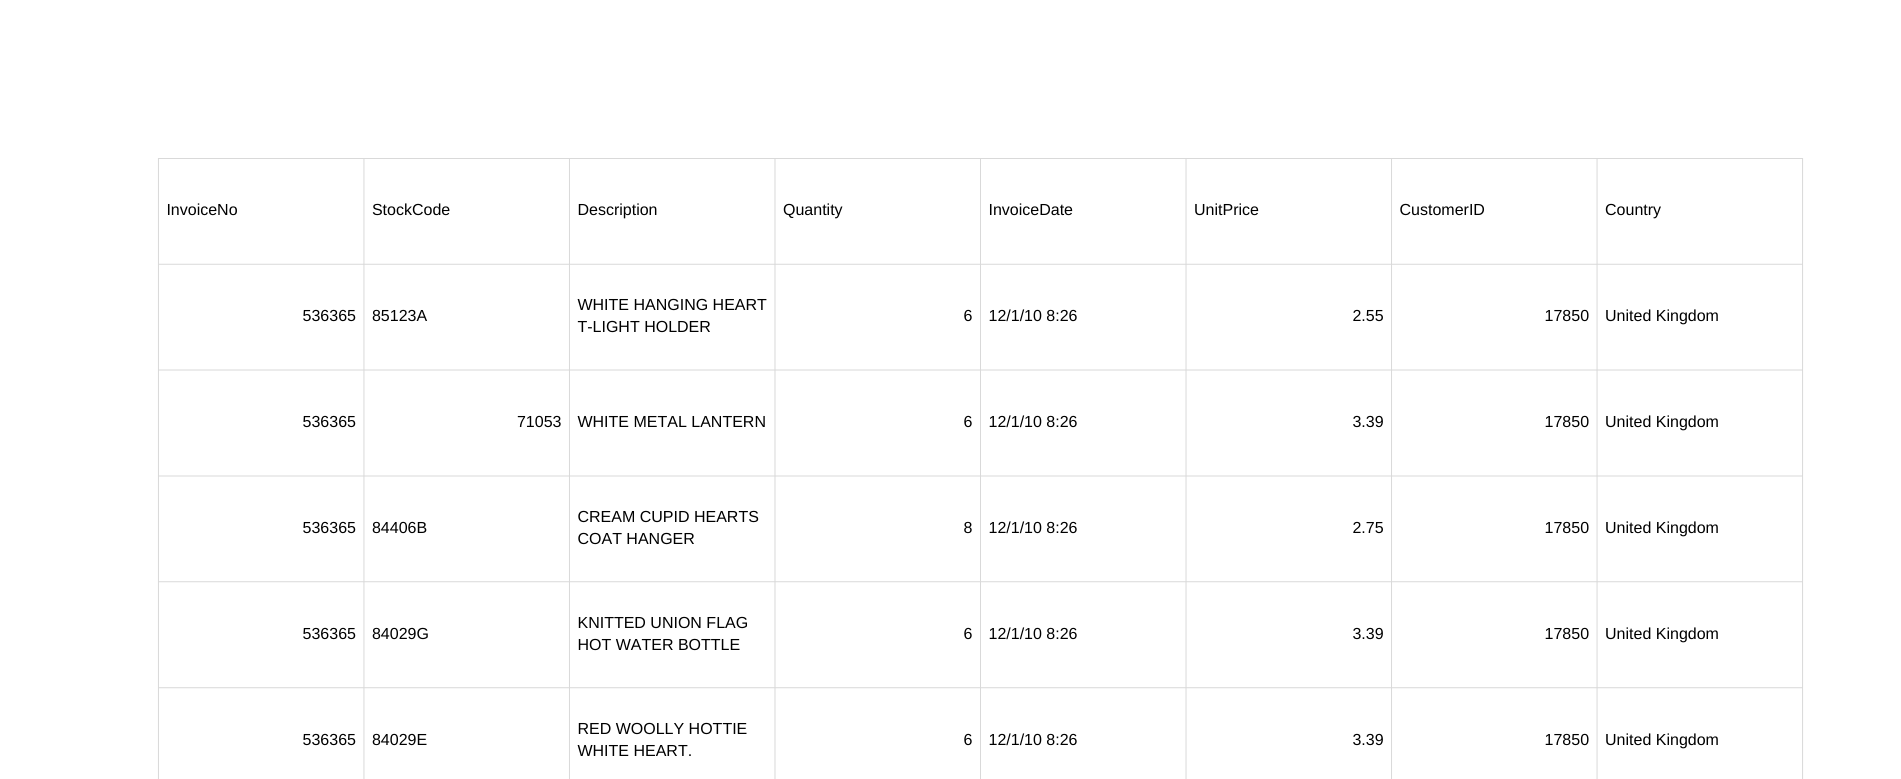 InvoiceNo StockCode Description Quantity InvoiceDate UnitPrice CustomerID Country
536365 85123A WHITE HANGING HEART
T-LIGHT HOLDER 6 12/1/10 8:26 2.55 17850 United Kingdom
536365 71053 WHITE METAL LANTERN 6 12/1/10 8:26 3.39 17850 United Kingdom
536365 84406B CREAM CUPID HEARTS
COAT HANGER 8 12/1/10 8:26 2.75 17850 United Kingdom
536365 84029G KNITTED UNION FLAG
HOT WATER BOTTLE 6 12/1/10 8:26 3.39 17850 United Kingdom
536365 84029E RED WOOLLY HOTTIE
WHITE HEART. 6 12/1/10 8:26 3.39 17850 United Kingdom